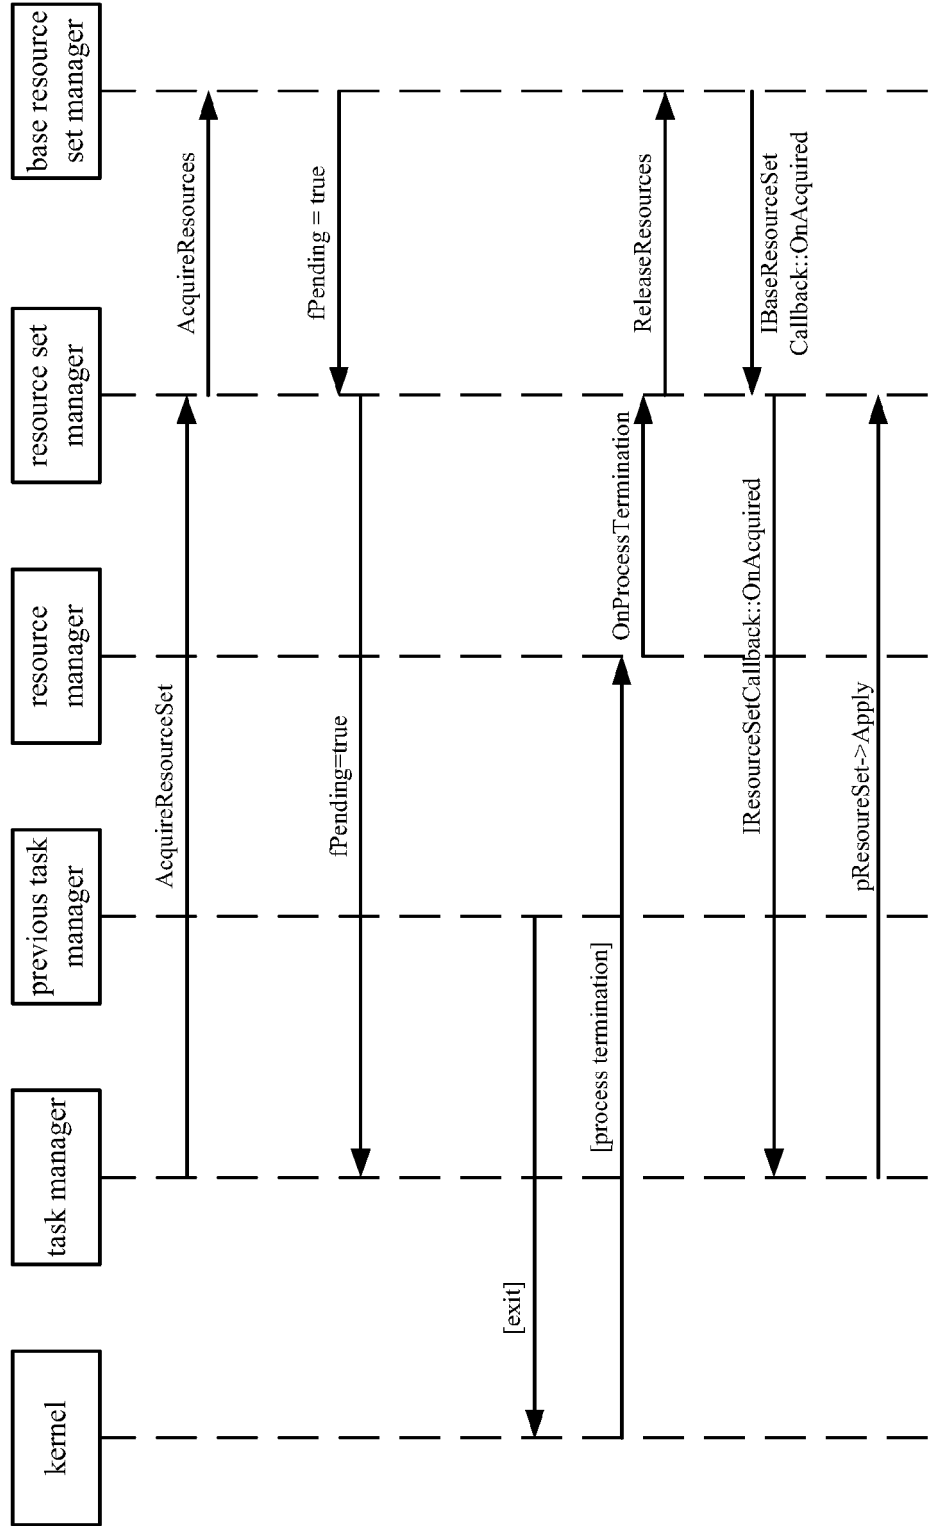 kernel
task manager
previous task
manager
resource
manager
resource set
manager
base resource
set manager
AcquireResourceSet
AcquireResources
fPending = true
fPending=true
[exit]
[process termination]
OnProcessTermination
ReleaseResources
IBaseResourceSet
Callback::OnAcquired
IResourceSetCallback::OnAcquired
pResoureSet->Apply